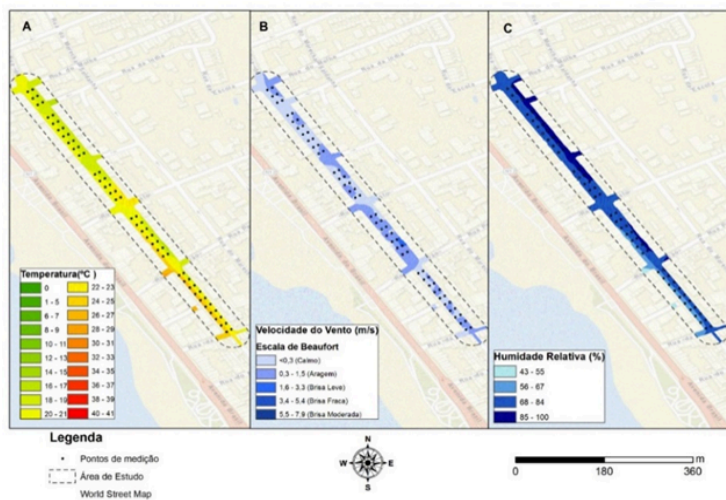 A
B
C
Temperatura(ºC )
0
1 - 5
6 - 7
8 - 9
10 - 11
12 - 13
14 - 15
16 - 17
18 - 19
20 - 21
22 - 23
24 - 25
26 - 27
28 - 29
30 - 31
32 - 33
34 - 35
36 - 37
38 - 39
40 - 41
Velocidade do Vento (m/s)
Escala de Beaufort
<0,3 (Calmo)
0,3 - 1,5 (Aragem)
1,6 - 3.3 (Brisa Leve)
3.4 - 5.4 (Brisa Fraca)
5.5 - 7.9 (Brisa Moderada)
Humidade Relativa (%)
43 - 55
56 - 67
68 - 84
85 - 100
Legenda
Pontos de medição
Área de Estudo
World Street Map
N
W E
S
m
0 180 360